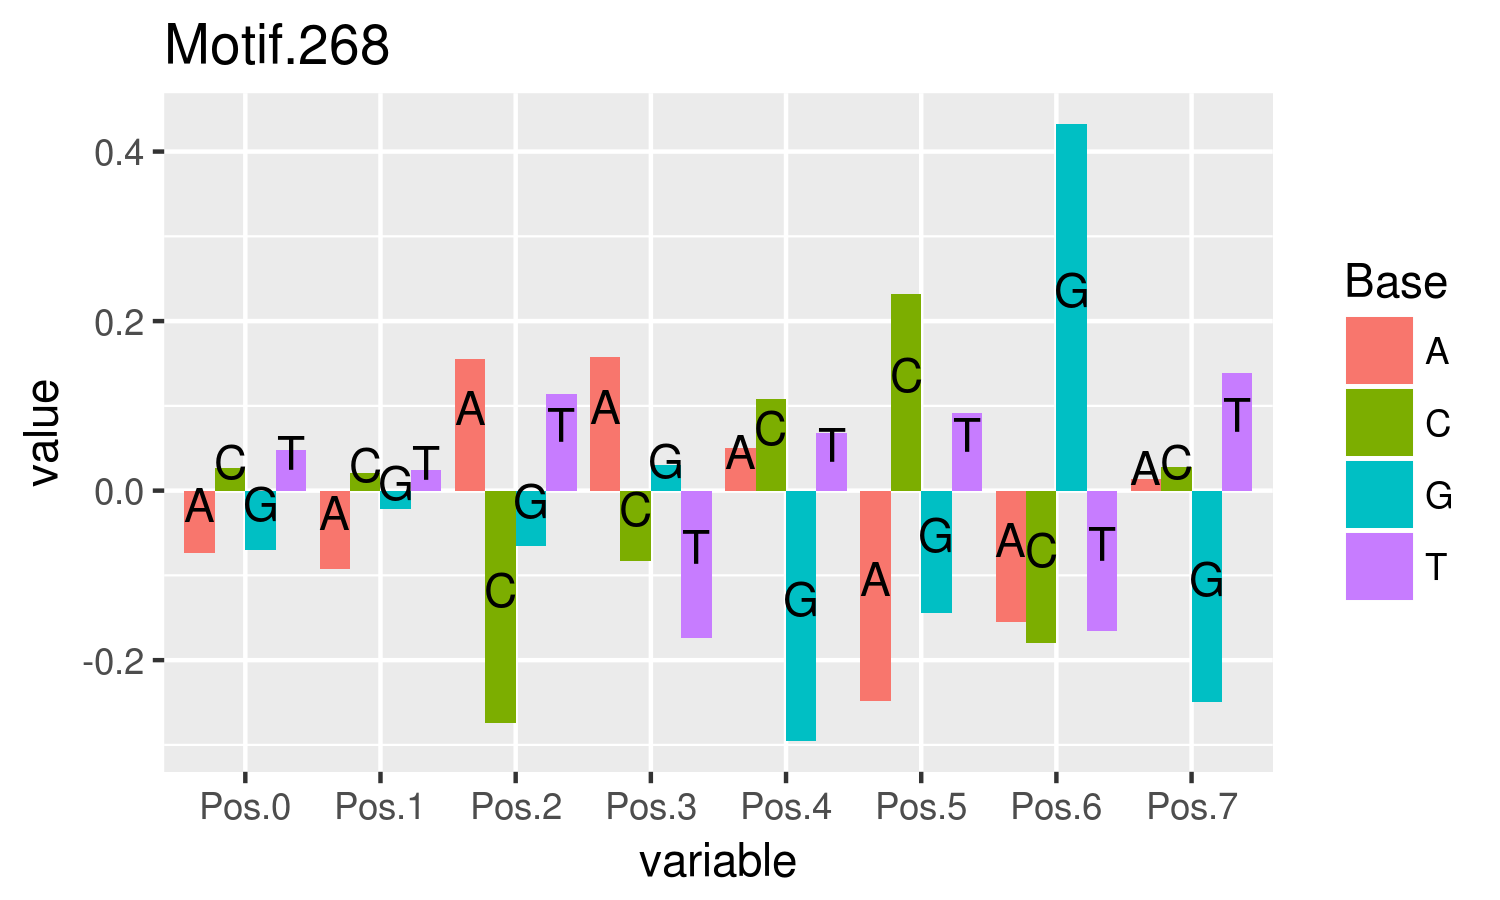 Motif.268
0.4
0.2
0.0
-0.2
value
A C G T A C G T A C G T A C G T A C G T A C G T A C G T A C G T
Pos.0 Pos.1 Pos.2 Pos.3 Pos.4 Pos.5 Pos.6 Pos.7
variable
Base
A
C
G
T